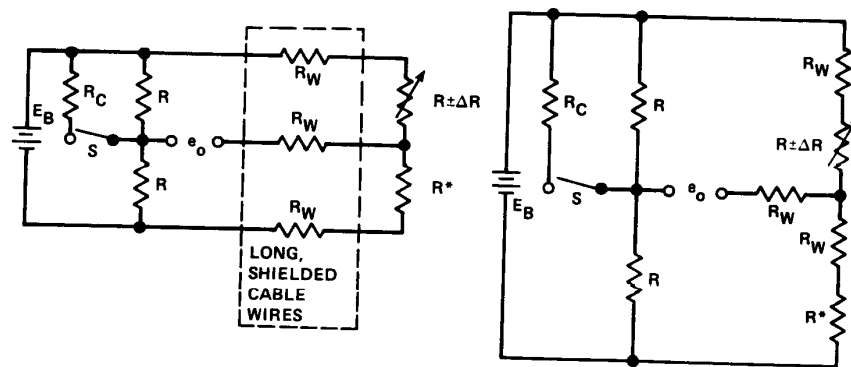 R_W
R_C
R
R±ΔR
E_B
S
e_o
R_W
R
R*
R_W
LONG,
SHIELDED
CABLE
WIRES
R_W
R_C
R
R±ΔR
E_B
S
e_o
R_W
R_W
R
R*